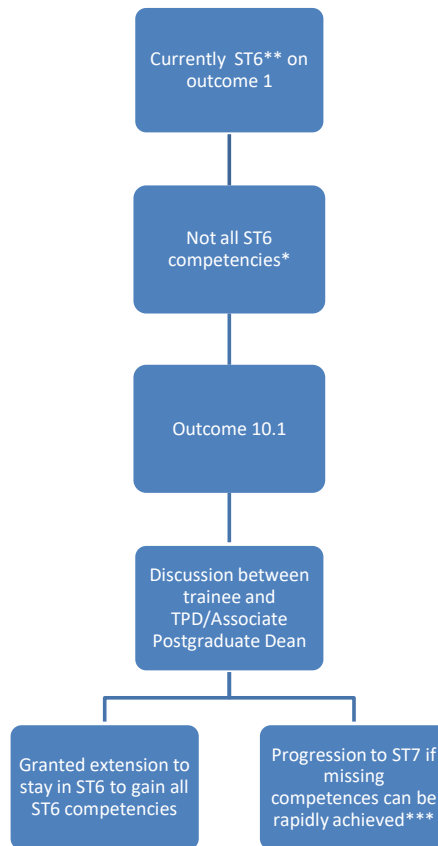 Currently ST6** on
outcome 1
Not all ST6
competencies*
Outcome 10.1
Discussion between
trainee and
TPD/Associate
Postgraduate Dean
Granted extension to
stay in ST6 to gain all
ST6 competencies
Progression to ST7 if
missing
competences can be
rapidly achieved***